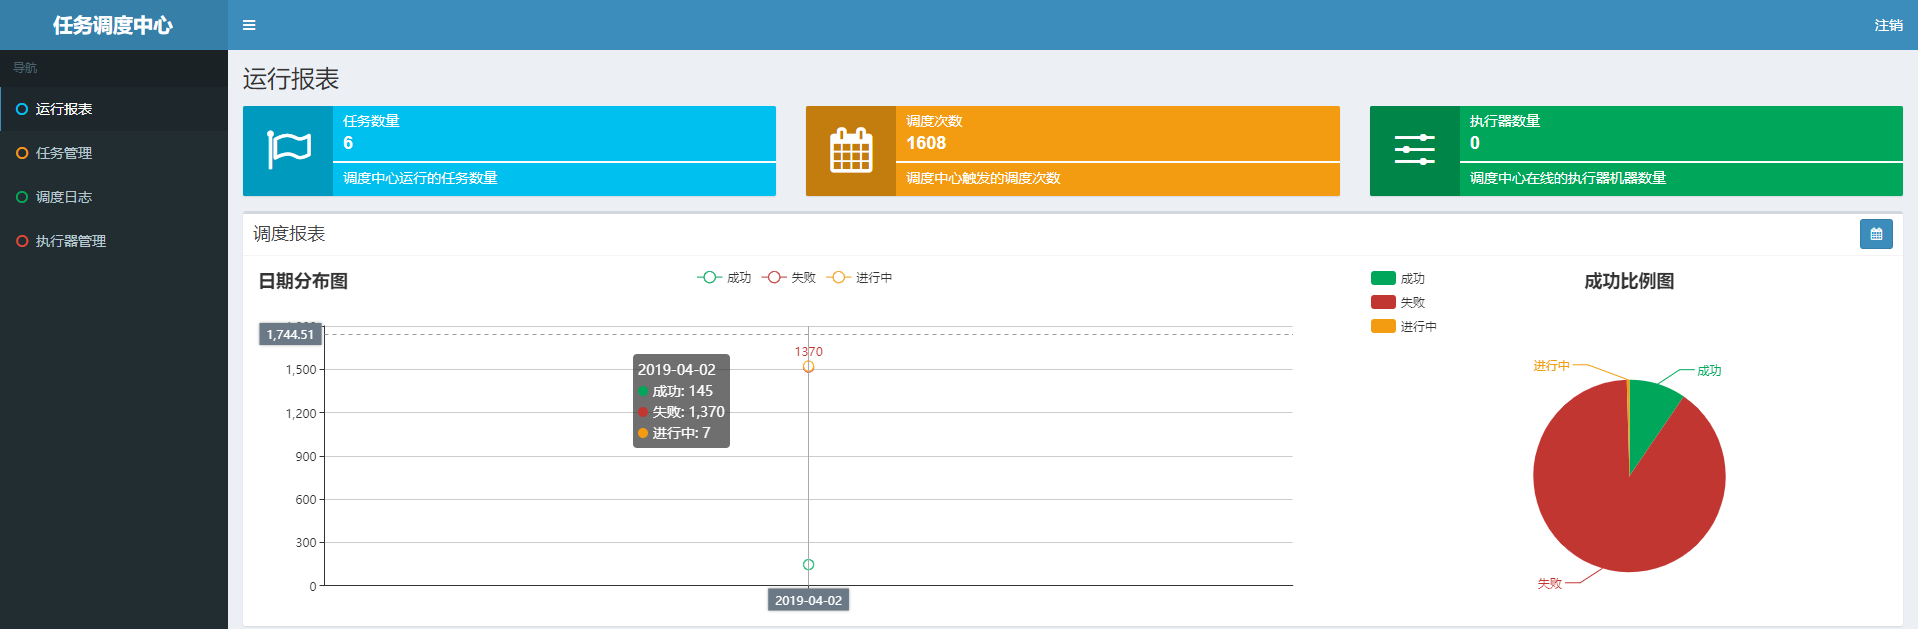 任务调度中心
注销
导航
运行报表
任务管理
调度日志
执行器管理
运行报表
任务数量
6
调度中心运行的任务数量
调度次数
1608
调度中心触发的调度次数
执行器数量
0
调度中心在线的执行器机器数量
调度报表
日期分布图
成功 失败 进行中
1,744.51
1,500
1,200
900
600
300
0
1370
2019-04-02
成功: 145
失败: 1,370
进行中: 7
2019-04-02
成功
失败
进行中
成功比例图
进行中
成功
失败